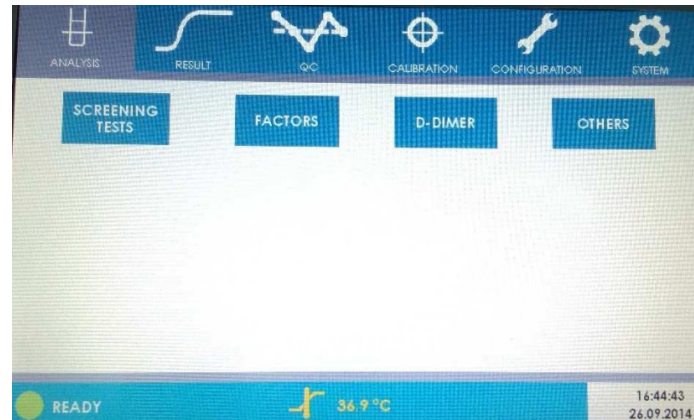 ANALYSIS
RESULT
QC
CALIBRATION
CONFIGURATION
SYSTEM
SCREENING
TESTS
FACTORS
D-DIMER
OTHERS
READY
36.9 °C
16:44:43
26.09.2014